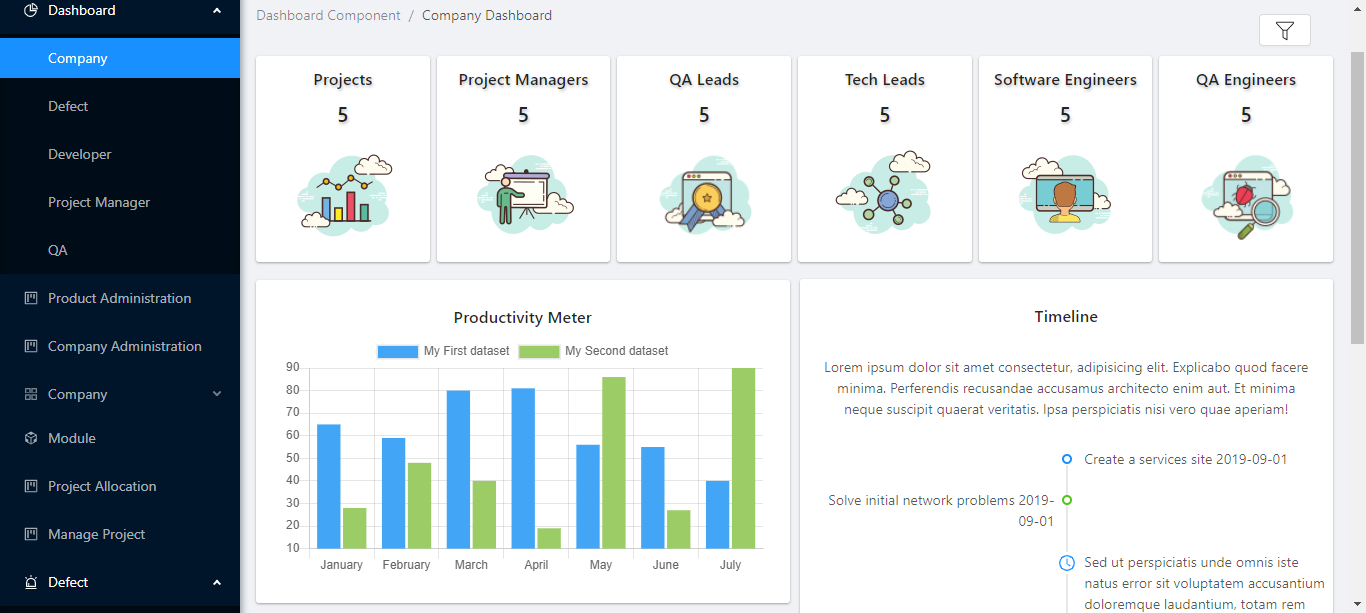 Dashboard
Company
Defect
Developer
Project Manager
QA
Product Administration
Company Administration
Company
Module
Project Allocation
Manage Project
Defect
Dashboard Component / Company Dashboard
Projects
5
Project Managers
5
QA Leads
5
Tech Leads
5
Software Engineers
5
QA Engineers
5
Productivity Meter
My First dataset My Second dataset
90
80
70
60
50
40
30
20
10
January February March April May June July
Timeline
Lorem ipsum dolor sit amet consectetur, adipisicing elit. Explicabo quod facere
minima. Perferendis recusandae accusamus architecto enim aut. Et minima
neque suscipit quaerat veritatis. Ipsa perspiciatis nisi vero quae aperiam!
Create a services site 2019-09-01
Solve initial network problems 2019-
09-01
Sed ut perspiciatis unde omnis iste
natus error sit voluptatem accusantium
doloremque laudantium, totam rem